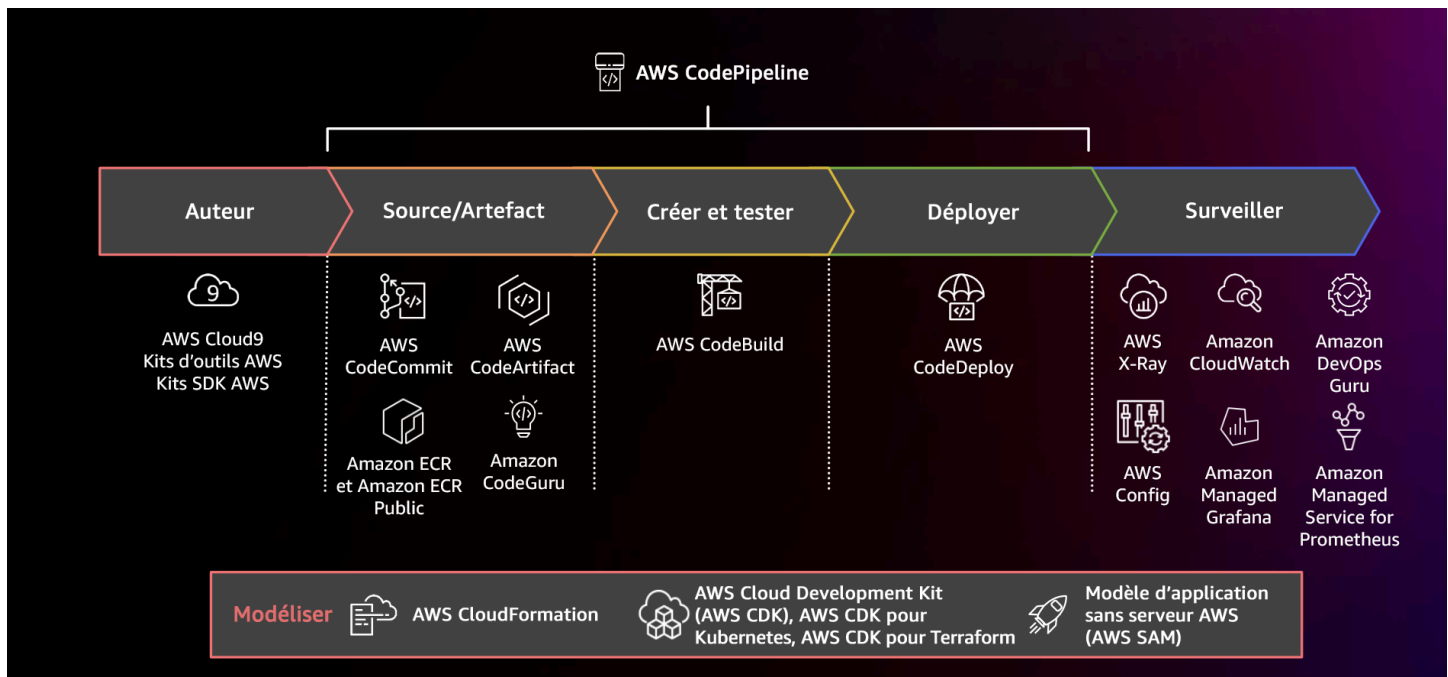 AWS CodePipeline
Auteur
Source/Artefact
Créer et tester
Déployer
Surveiller
9
AWS Cloud9
Kits d'outils AWS
Kits SDK AWS
AWS
CodeCommit
AWS
CodeArtifact
Amazon ECR
et Amazon ECR
Public
Amazon
CodeGuru
AWS CodeBuild
AWS
CodeDeploy
AWS
X-Ray
Amazon
CloudWatch
Amazon
DevOps
Guru
AWS
Config
Amazon
Managed
Grafana
Amazon
Managed
Service for
Prometheus
Modéliser
AWS CloudFormation
AWS Cloud Development Kit
(AWS CDK), AWS CDK pour
Kubernetes, AWS CDK pour Terraform
Modèle d'application
sans serveur AWS
(AWS SAM)